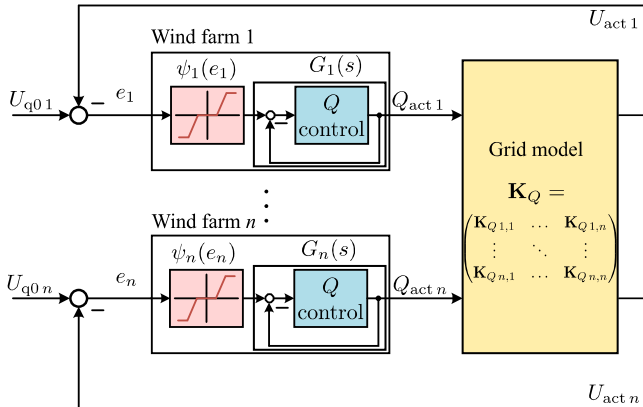 U_act 1
Wind farm 1
ψ_1(e_1)
G_1(s)
U_q0 1
−
e_1
−
Q
control
Q_act 1
Grid model
K_Q =
K_Q 1,1 … K_Q 1,n
⋮ ⋱ ⋮
K_Q n,1 … K_Q n,n
⋮
Wind farm n
ψ_n(e_n)
G_n(s)
U_q0 n
−
e_n
−
Q
control
Q_act n
U_act n